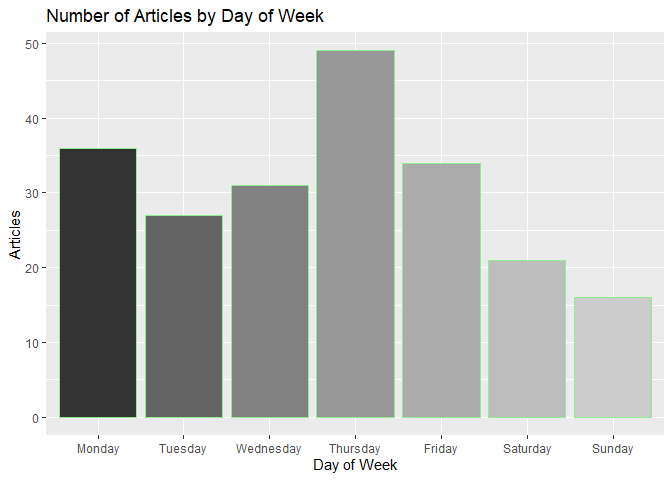 Number of Articles by Day of Week
50
40
30
20
10
0
Articles
Monday Tuesday Wednesday Thursday Friday Saturday Sunday
Day of Week